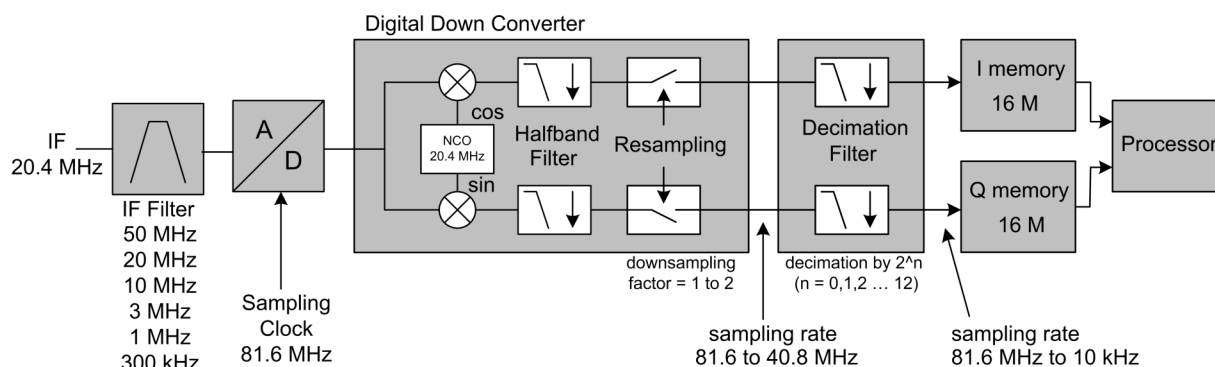 Digital Down Converter
IF
20.4 MHz
A
D
IF Filter
50 MHz
20 MHz
10 MHz
3 MHz
1 MHz
300 kHz
Sampling
Clock
81.6 MHz
cos
NCO
20.4 MHz
sin
Halfband
Filter
Resampling
downsampling
factor = 1 to 2
Decimation
Filter
decimation by 2^n
(n = 0,1,2 ... 12)
sampling rate
81.6 to 40.8 MHz
I memory
16 M
Q memory
16 M
sampling rate
81.6 MHz to 10 kHz
Processor